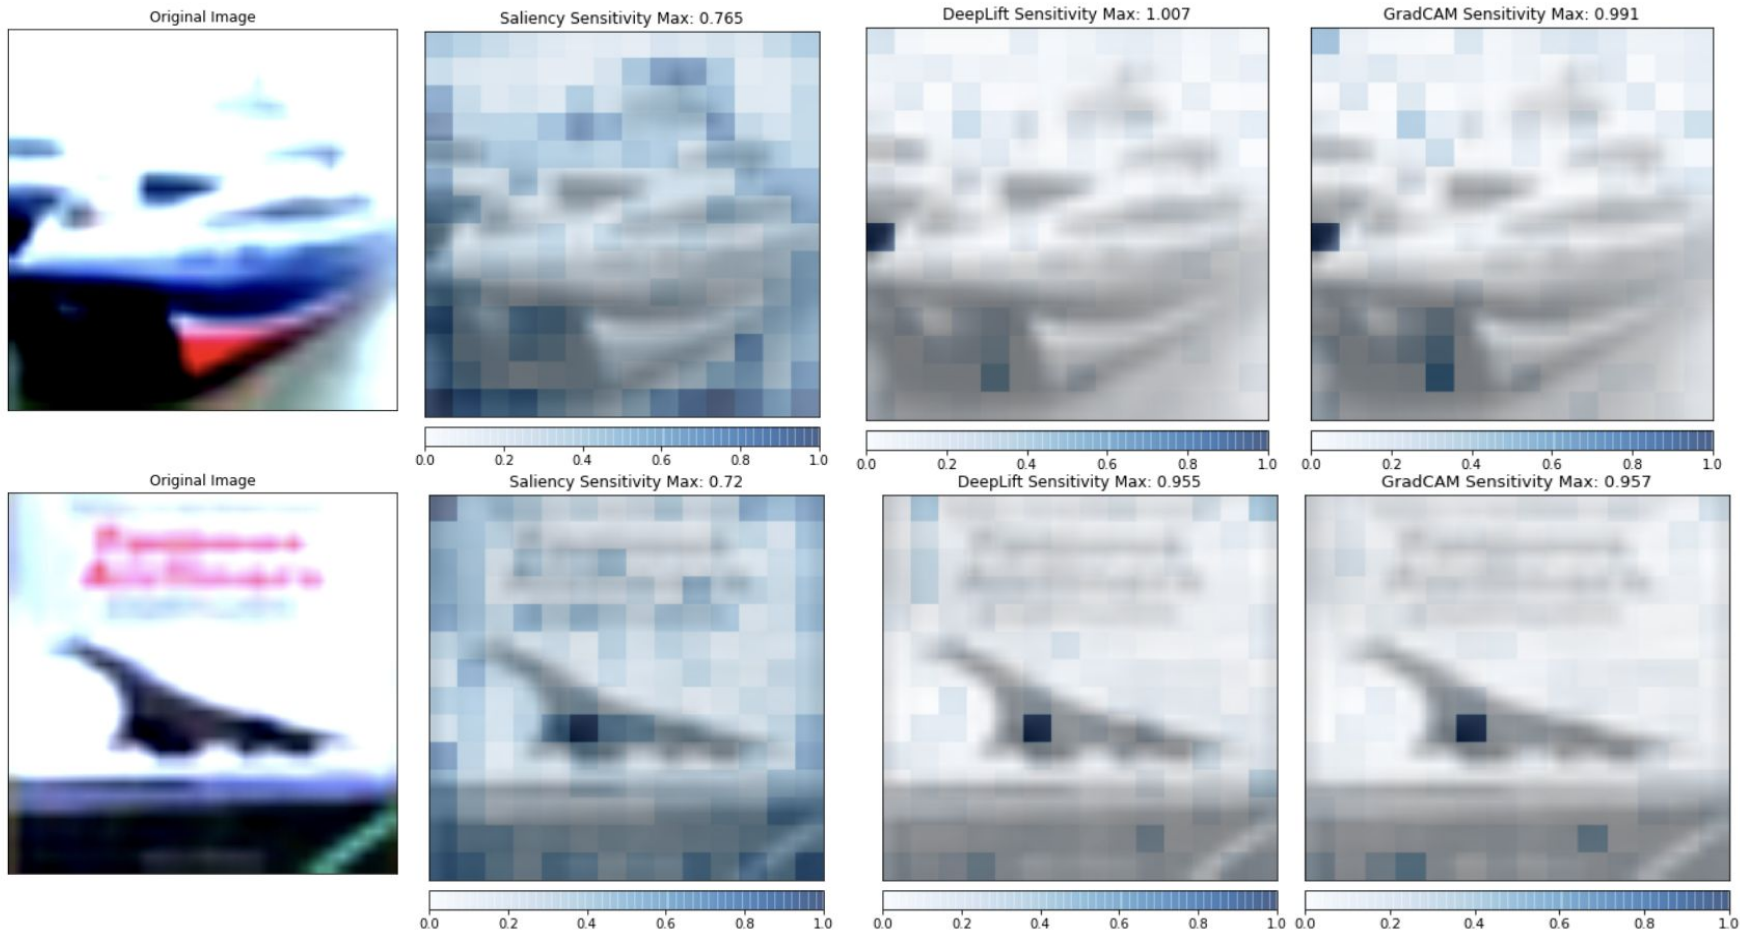 Original Image
Saliency Sensitivity Max: 0.765
DeepLift Sensitivity Max: 1.007
GradCAM Sensitivity Max: 0.991
0.0 0.2 0.4 0.6 0.8 1.0
0.0 0.2 0.4 0.6 0.8 1.0
0.0 0.2 0.4 0.6 0.8 1.0
Original Image
Saliency Sensitivity Max: 0.72
DeepLift Sensitivity Max: 0.955
GradCAM Sensitivity Max: 0.957
0.0 0.2 0.4 0.6 0.8 1.0
0.0 0.2 0.4 0.6 0.8 1.0
0.0 0.2 0.4 0.6 0.8 1.0